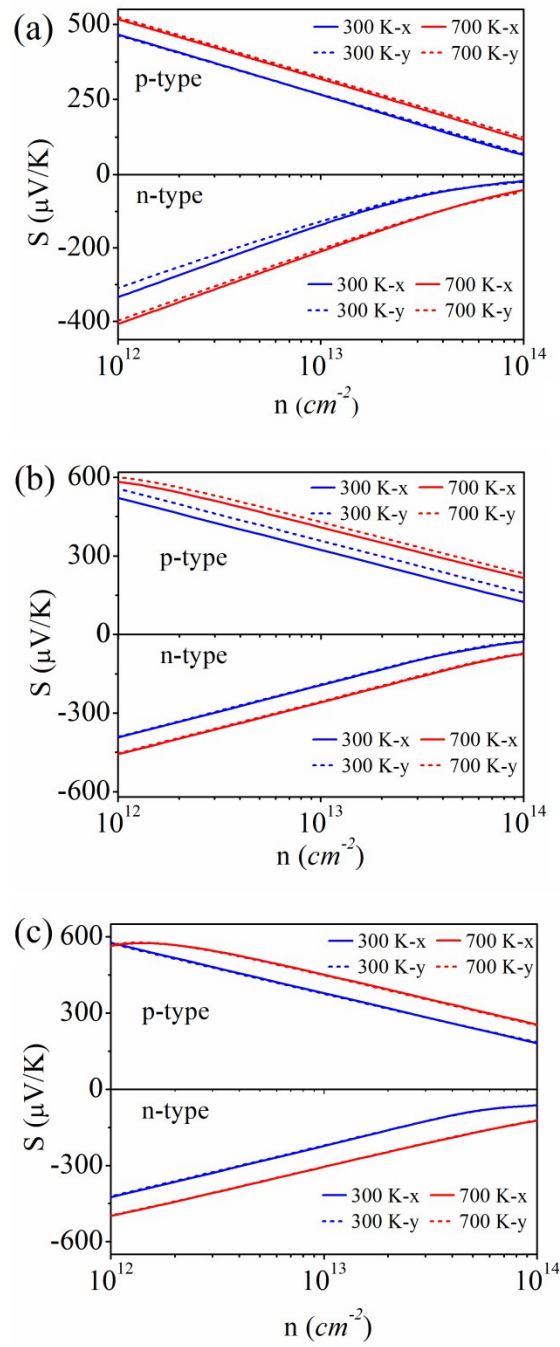 (a)
500
300 K-x 700 K-x
300 K-y 700 K-y
p-type
250
0
S (μV/K)
n-type
-200
300 K-x 700 K-x
300 K-y 700 K-y
-400
10^12 10^13 10^14
n (cm^-2)
(b)
600
300 K-x 700 K-x
300 K-y 700 K-y
300
p-type
0
S (μV/K)
n-type
-300
300 K-x 700 K-x
300 K-y 700 K-y
-600
10^12 10^13 10^14
n (cm^-2)
(c)
600
300 K-x 700 K-x
300 K-y 700 K-y
300
p-type
0
S (μV/K)
n-type
-300
300 K-x 700 K-x
300 K-y 700 K-y
-600
10^12 10^13 10^14
n (cm^-2)